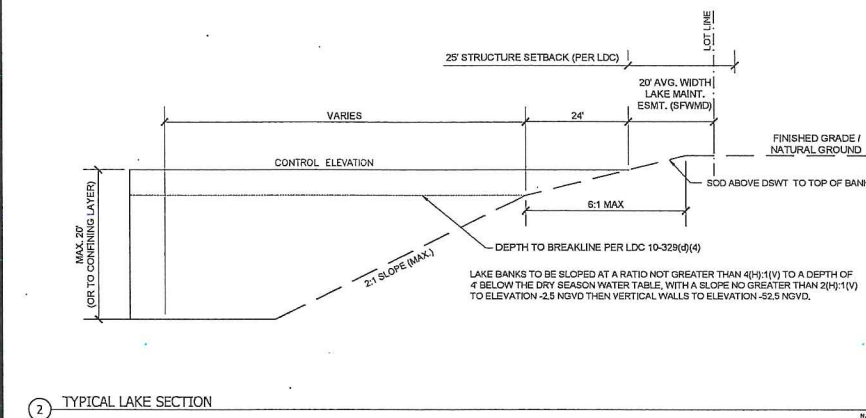 LOT LINE
25' STRUCTURE SETBACK (PER LDC)
20' AVG. WIDTH
LAKE MAINT.
ESMT. (SFWMD)
VARIES
24'
FINISHED GRADE /
NATURAL GROUND
CONTROL ELEVATION
SOD ABOVE DSWT TO TOP OF BANK
6:1 MAX
MAX. 20'
(OR TO CONFINING LAYER)
DEPTH TO BREAKLINE PER LDC 10-329(d)(4)
2:1 SLOPE (MAX.)
LAKE BANKS TO BE SLOPED AT A RATIO NOT GREATER THAN 4(H):1(V) TO A DEPTH OF
4' BELOW THE DRY SEASON WATER TABLE, WITH A SLOPE NO GREATER THAN 2(H):1(V)
TO ELEVATION -2.5 NGVD THEN VERTICAL WALLS TO ELEVATION -52.5 NGVD.
2 TYPICAL LAKE SECTION